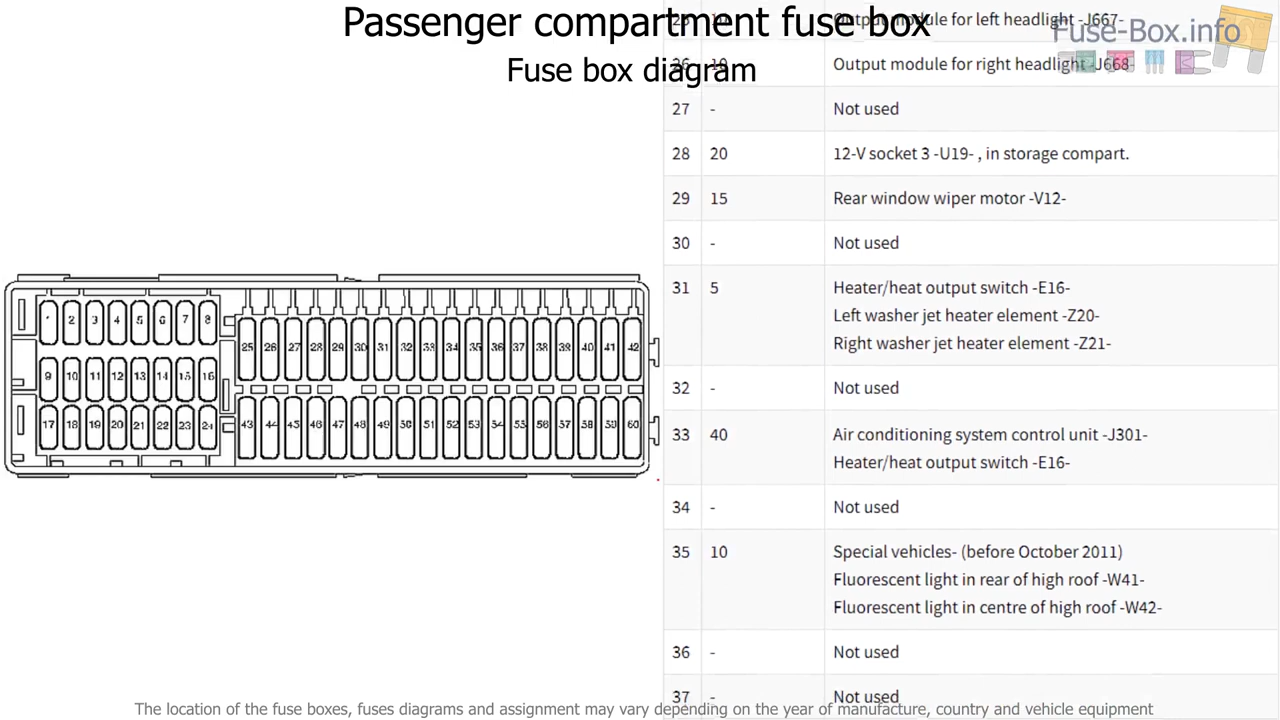 Passenger compartment fuse box
Fuse box diagram
Fuse-Box.info
Output module for left headlight -J667-
26 10 Output module for right headlight -J668-
27 - Not used
28 20 12-V socket 3 -U19- , in storage compart.
29 15 Rear window wiper motor -V12-
30 - Not used
31 5 Heater/heat output switch -E16-
Left washer jet heater element -Z20-
Right washer jet heater element -Z21-
32 - Not used
33 40 Air conditioning system control unit -J301-
Heater/heat output switch -E16-
34 - Not used
35 10 Special vehicles- (before October 2011)
Fluorescent light in rear of high roof -W41-
Fluorescent light in centre of high roof -W42-
36 - Not used
37 - Not used
1 2 3 4 5 6 7 8
25 26 27 28 29 30 31 32 33 34 35 36 37 38 39 40 41 42
9 10 11 12 13 14 15 16
17 18 19 20 21 22 23 24
43 44 45 46 47 48 49 50 51 52 53 54 55 56 57 58 59 60
The location of the fuse boxes, fuses diagrams and assignment may vary depending on the year of manufacture, country and vehicle equipment